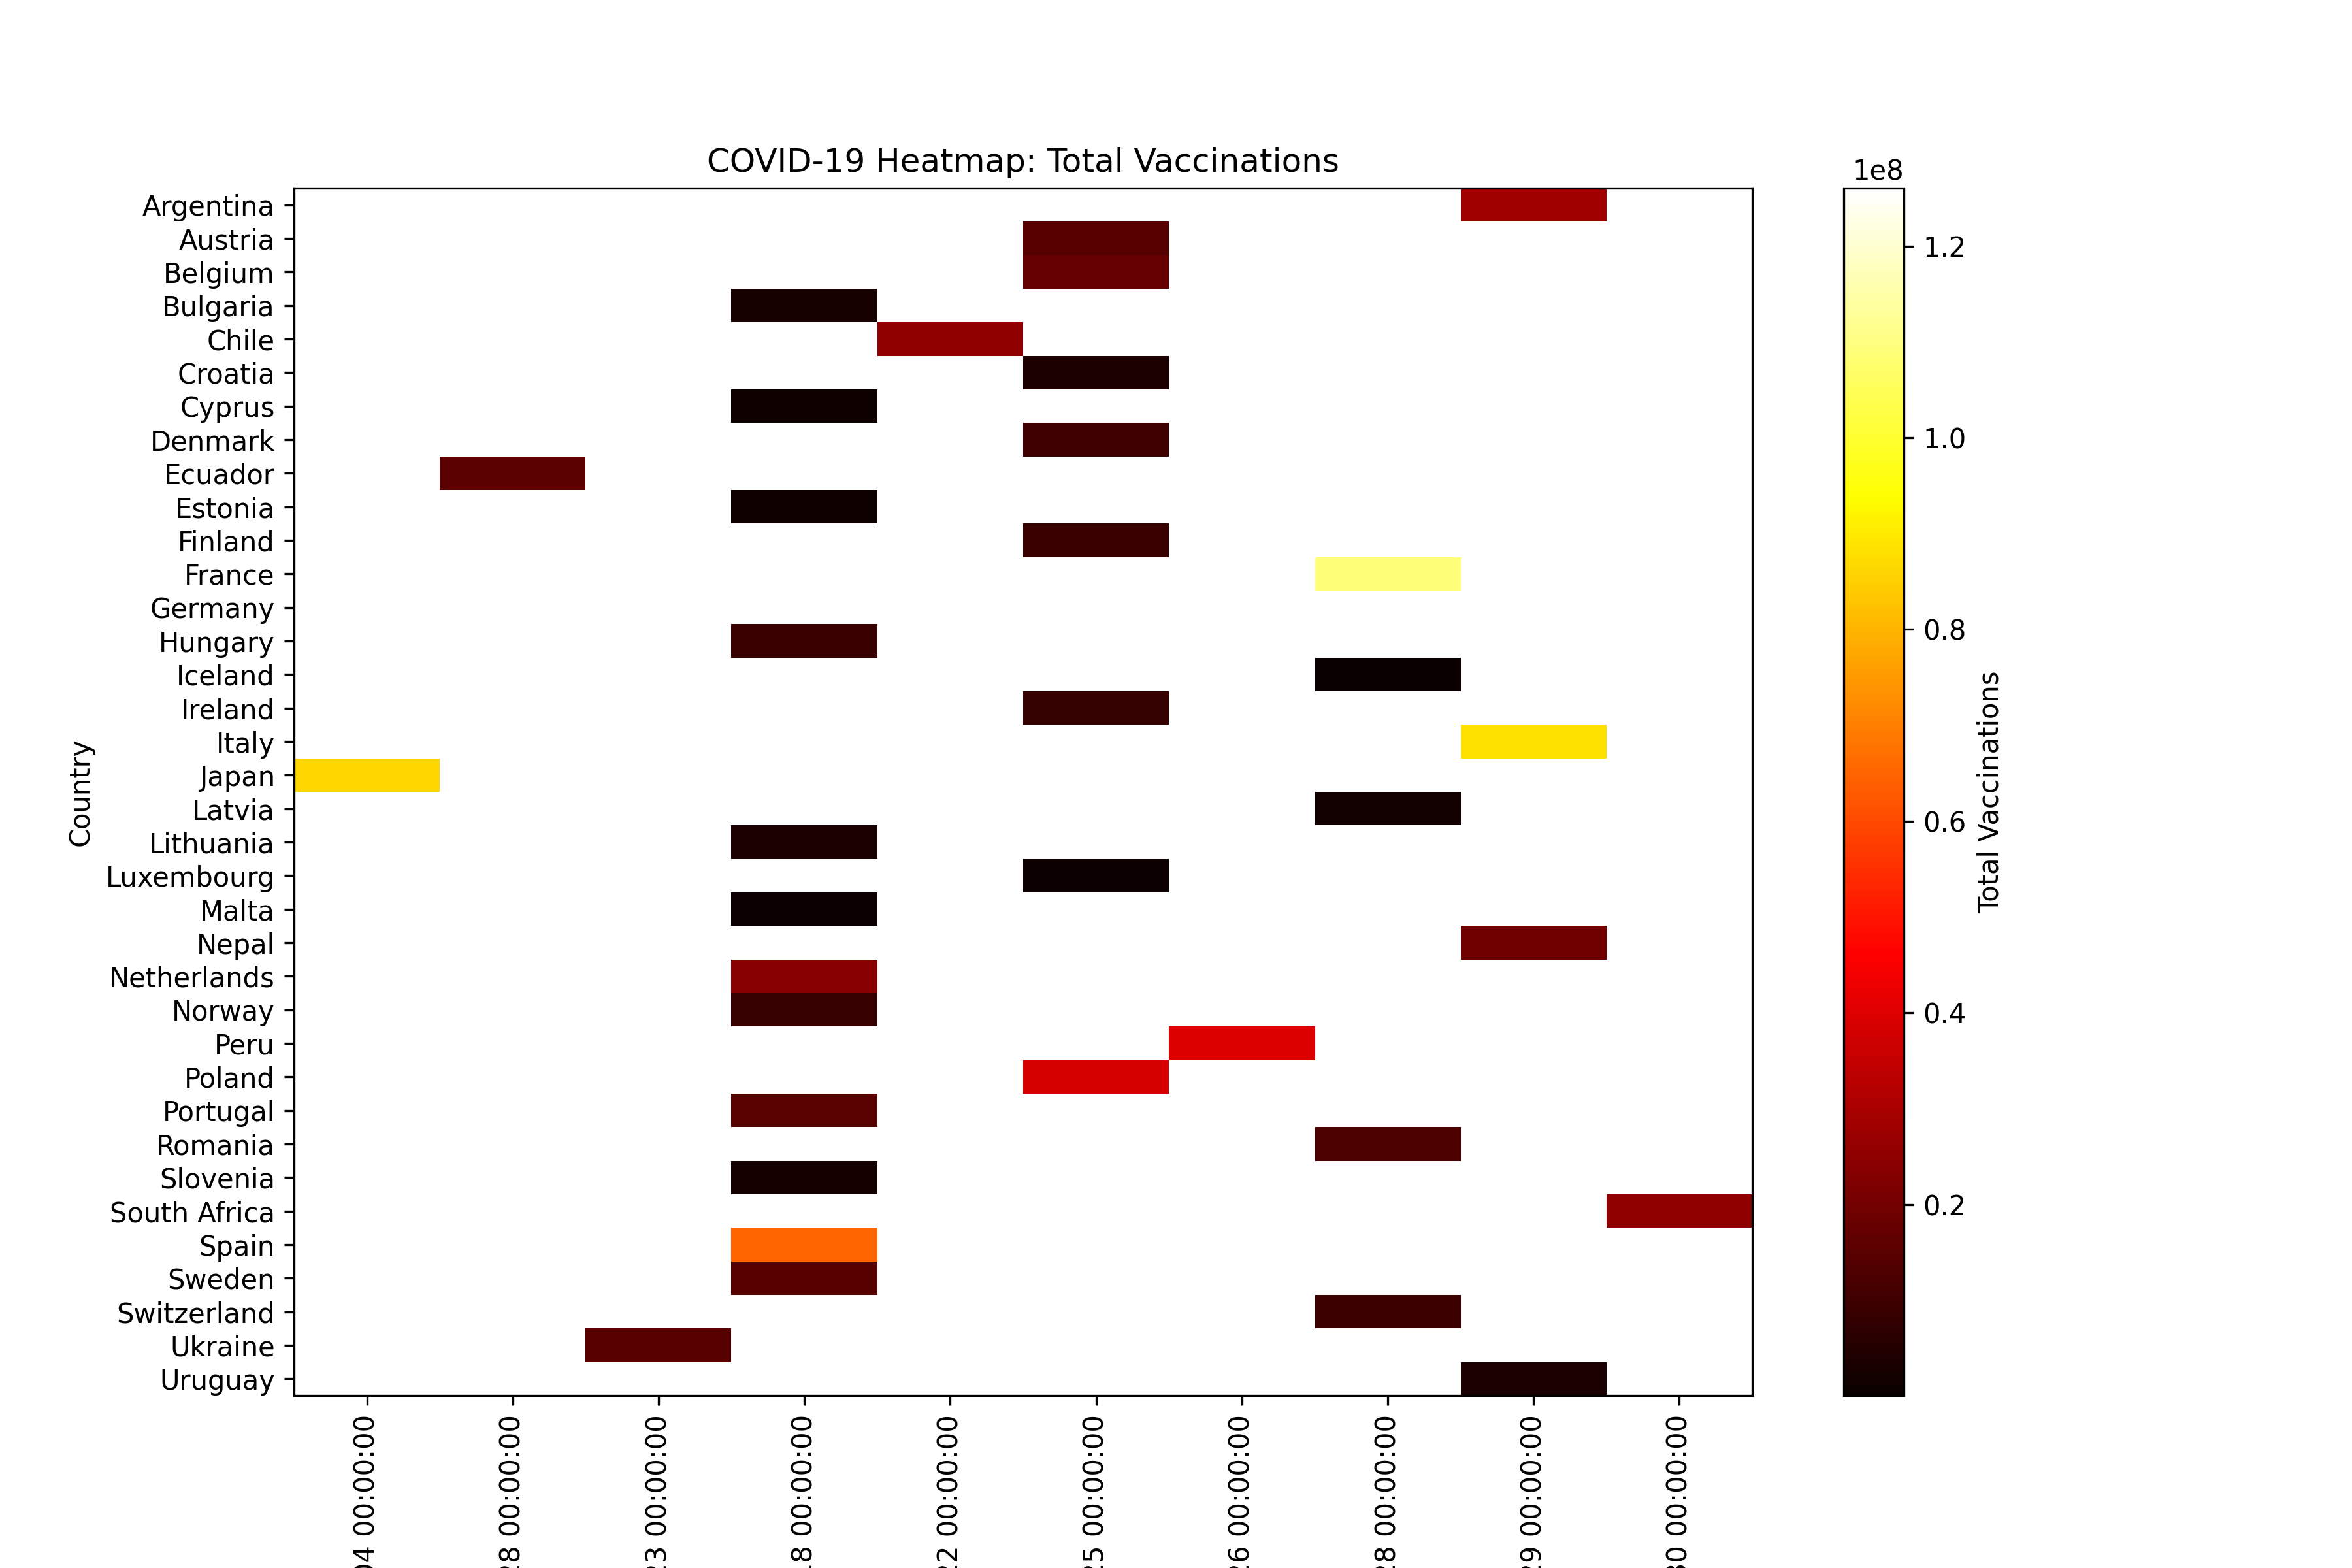 COVID-19 Heatmap: Total Vaccinations
1e8
Argentina
Austria
Belgium
Bulgaria
Chile
Croatia
Cyprus
Denmark
Ecuador
Estonia
Finland
France
Germany
Hungary
Iceland
Ireland
Italy
Japan
Latvia
Lithuania
Luxembourg
Malta
Nepal
Netherlands
Norway
Peru
Poland
Portugal
Romania
Slovenia
South Africa
Spain
Sweden
Switzerland
Ukraine
Uruguay
Country
1.2
1.0
0.8
0.6
0.4
0.2
Total Vaccinations
00:00:00
00:00:00
00:00:00
00:00:00
00:00:00
00:00:00
00:00:00
00:00:00
00:00:00
00:00:00